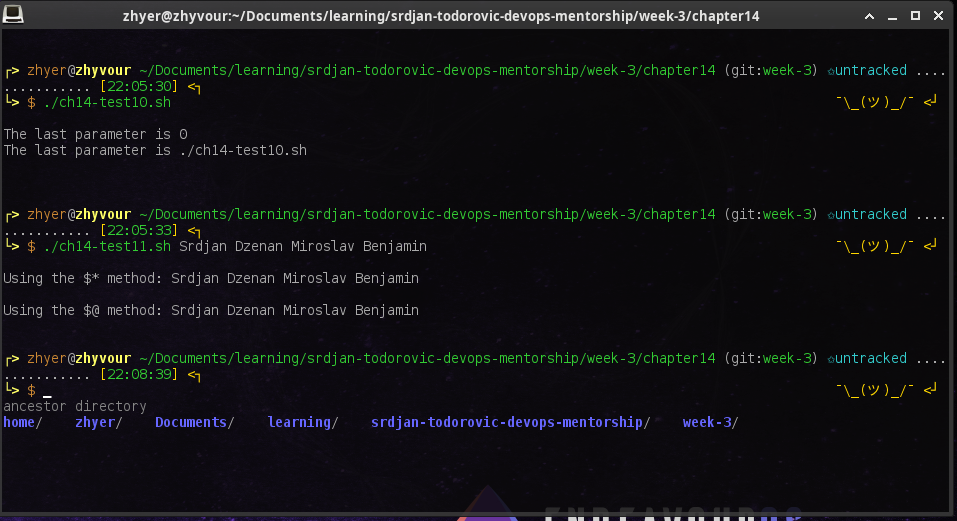 zhyer@zhyvour:~/Documents/learning/srdjan-todorovic-devops-mentorship/week-3/chapter14
┌> zhyer@zhyvour ~/Documents/learning/srdjan-todorovic-devops-mentorship/week-3/chapter14 (git:week-3) ✩untracked ....
........... [22:05:30] <┐
└> $ ./ch14-test10.sh ¯\_(ツ)_/¯ <┘
The last parameter is 0
The last parameter is ./ch14-test10.sh
┌> zhyer@zhyvour ~/Documents/learning/srdjan-todorovic-devops-mentorship/week-3/chapter14 (git:week-3) ✩untracked ....
........... [22:05:33] <┐
└> $ ./ch14-test11.sh Srdjan Dzenan Miroslav Benjamin ¯\_(ツ)_/¯ <┘
Using the $* method: Srdjan Dzenan Miroslav Benjamin
Using the $@ method: Srdjan Dzenan Miroslav Benjamin
┌> zhyer@zhyvour ~/Documents/learning/srdjan-todorovic-devops-mentorship/week-3/chapter14 (git:week-3) ✩untracked ....
........... [22:08:39] <┐
└> $ ¯\_(ツ)_/¯ <┘
ancestor directory
home/ zhyer/ Documents/ learning/ srdjan-todorovic-devops-mentorship/ week-3/
ENDEAVOUROS